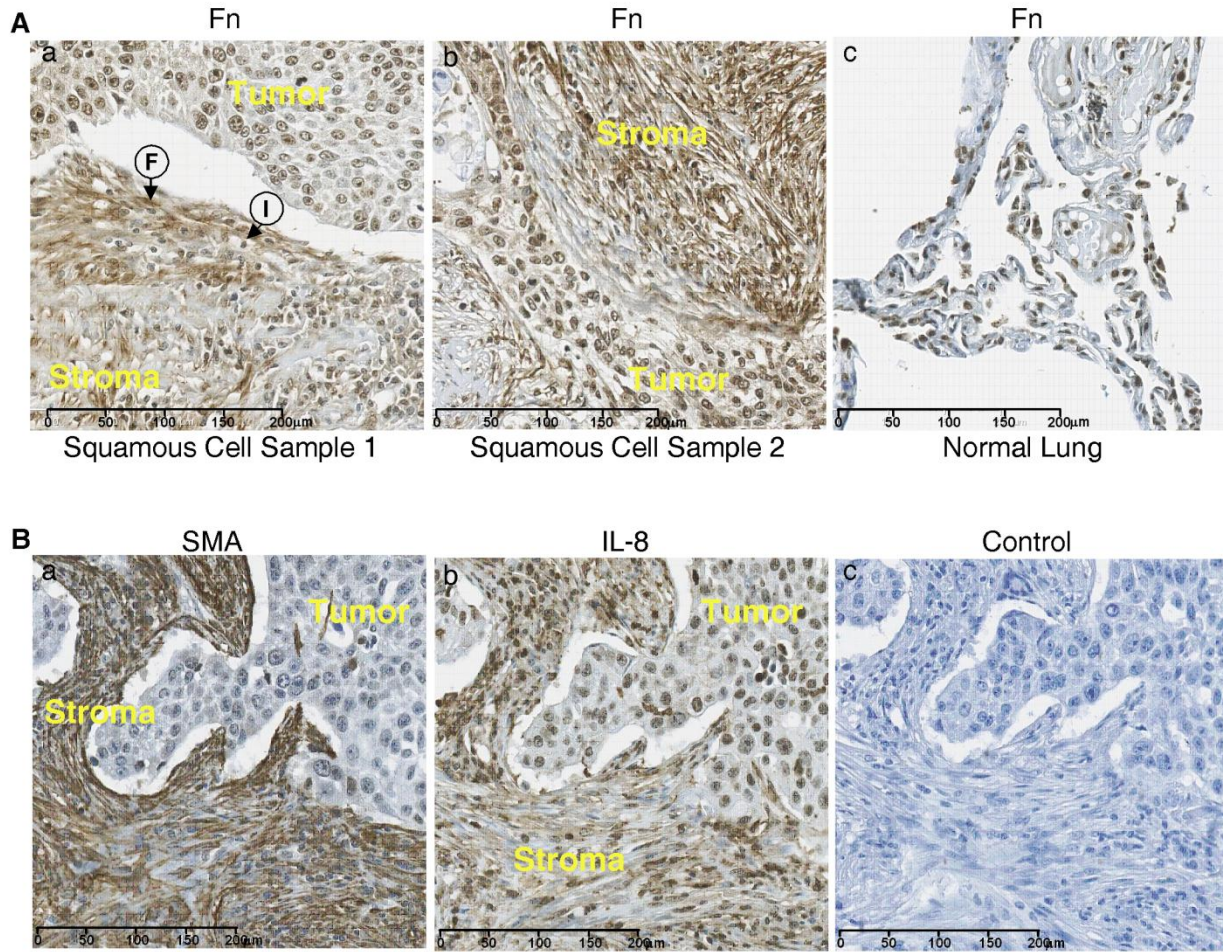 A
Fn Fn Fn
a b c
Tumor
Stroma
F
I
Stroma
Tumor
0 50 100 150 200µm
0 50 100 150 200µm
0 50 100 150 200µm
Squamous Cell Sample 1 Squamous Cell Sample 2 Normal Lung
B
SMA IL-8 Control
a b c
Tumor Tumor
Stroma
Stroma
0 50 100 150 200µm
0 50 100 150 200µm
0 50 100 150 200µm